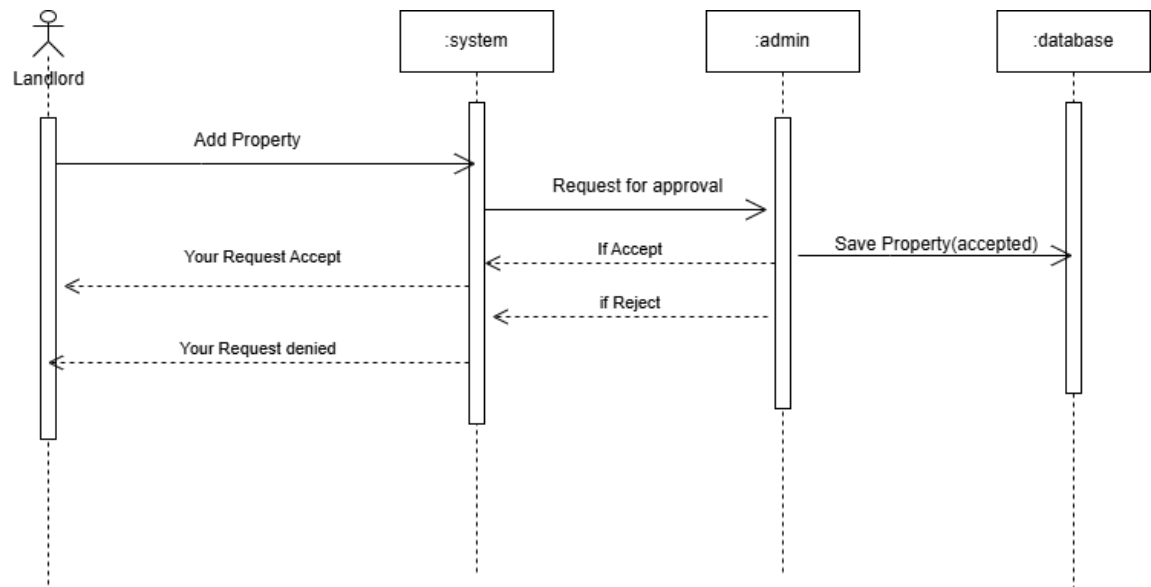 :system
:admin
:database
Landlord
Add Property
Request for approval
Save Property(accepted)
If Accept
Your Request Accept
if Reject
Your Request denied